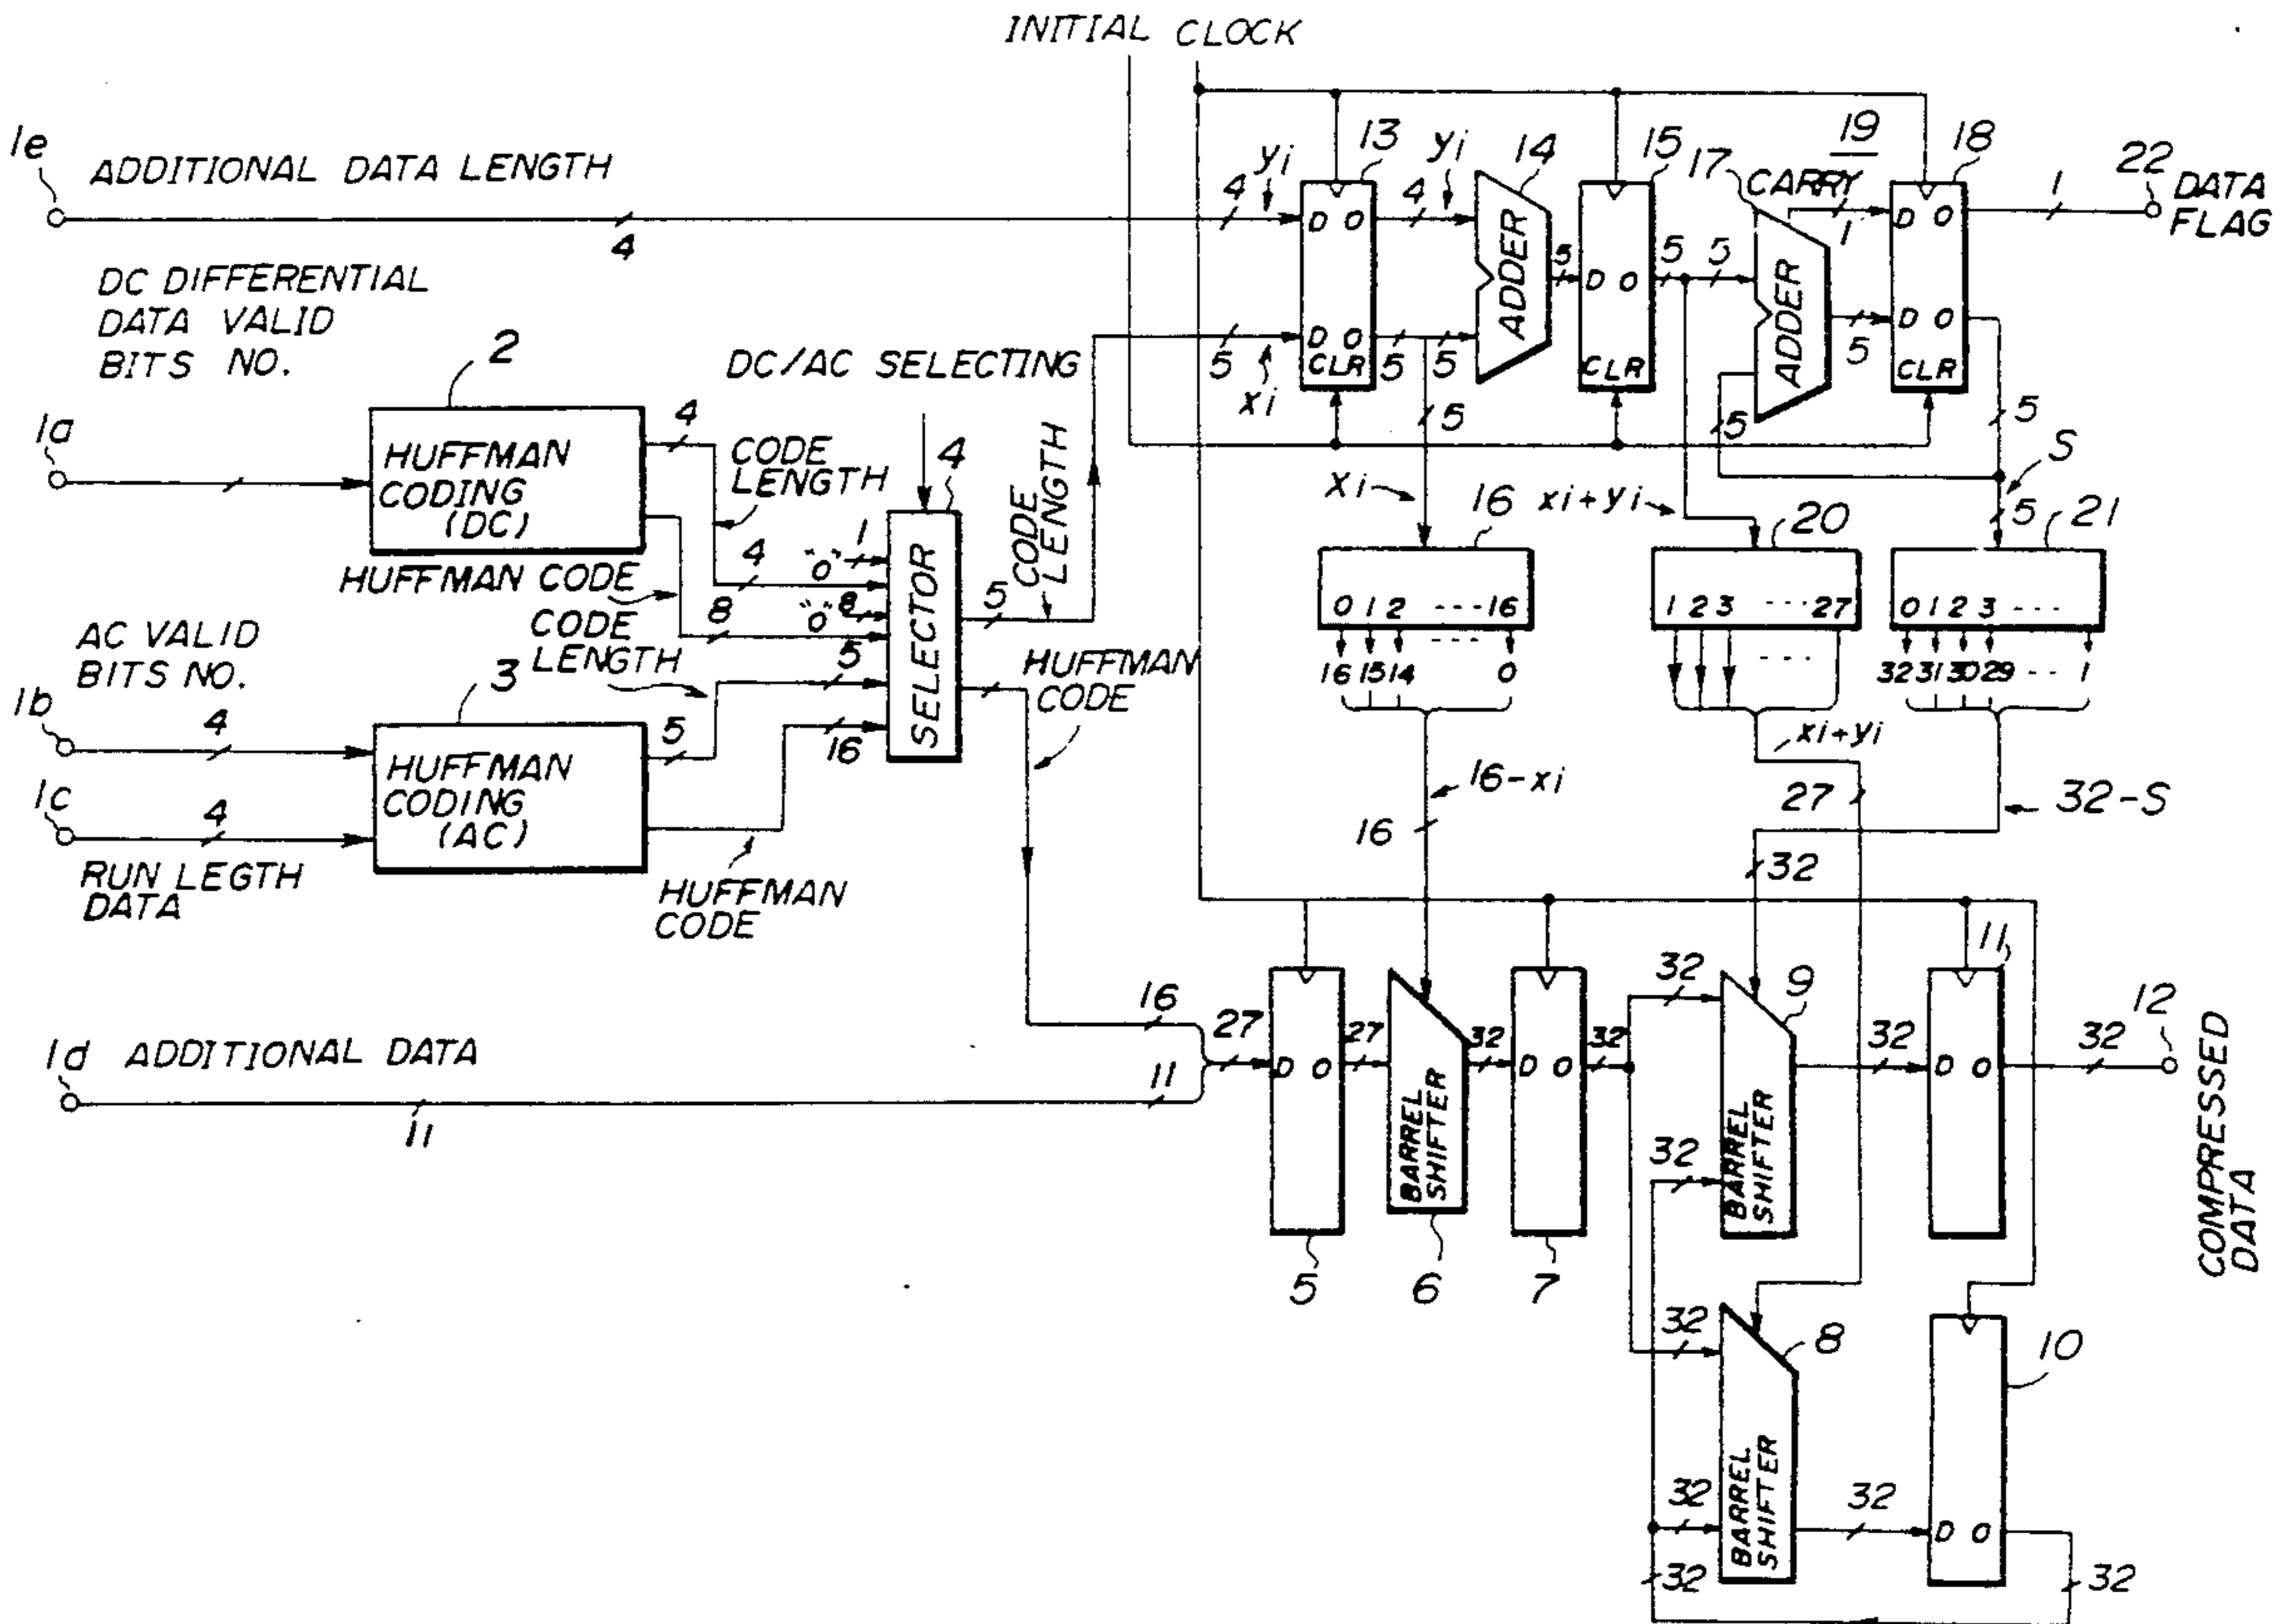 INITIAL CLOCK
1e
ADDITIONAL DATA LENGTH
4
4
yi
13
4
yi
14
15
17
CARRY
19
1
18
1
22
DATA
FLAG
D O
ADDER
5
D O
5
5
ADDER
D O
5
xi
D O
CLR
5
5
CLR
5
D O
CLR
5
5
5
S
DC DIFFERENTIAL
DATA VALID
BITS NO.
1a
2
HUFFMAN
CODING
(DC)
4
CODE
LENGTH
DC/AC SELECTING
4
"0"
1
4
"0"
8
8
HUFFMAN CODE
SELECTOR
5
CODE
LENGTH
HUFFMAN
CODE
xi
16
0 1 2 ---16
----
16 15 14 0
xi+yi
20
1 2 3 ---27
---
5
21
0 1 2 3 ----
32 31 30 29 --1
AC VALID
BITS NO.
1b
4
3
CODE
LENGTH
5
5
16
HUFFMAN
CODING
(AC)
1c
4
RUN LEGTH
DATA
HUFFMAN
CODE
16-xi
16
xi+yi
27
32-S
32
1d ADDITIONAL DATA
11
16
11
27
D O
5
27
BARREL
SHIFTER
6
32
D O
7
32
32
32
BARREL
SHIFTER
9
32
D O
11
32
12
COMPRESSED
DATA
32
32
32
BARREL
SHIFTER
8
32
D O
10
32